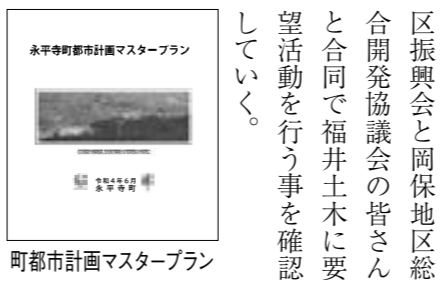 区振興会と岡保地区総
合開発協議会の皆さん
と合同で福井土木に要
望活動を行う事を確認
していく。
永平寺町都市計画マスタープラン
令和4年6月
永平寺町
町都市計画マスタープラン